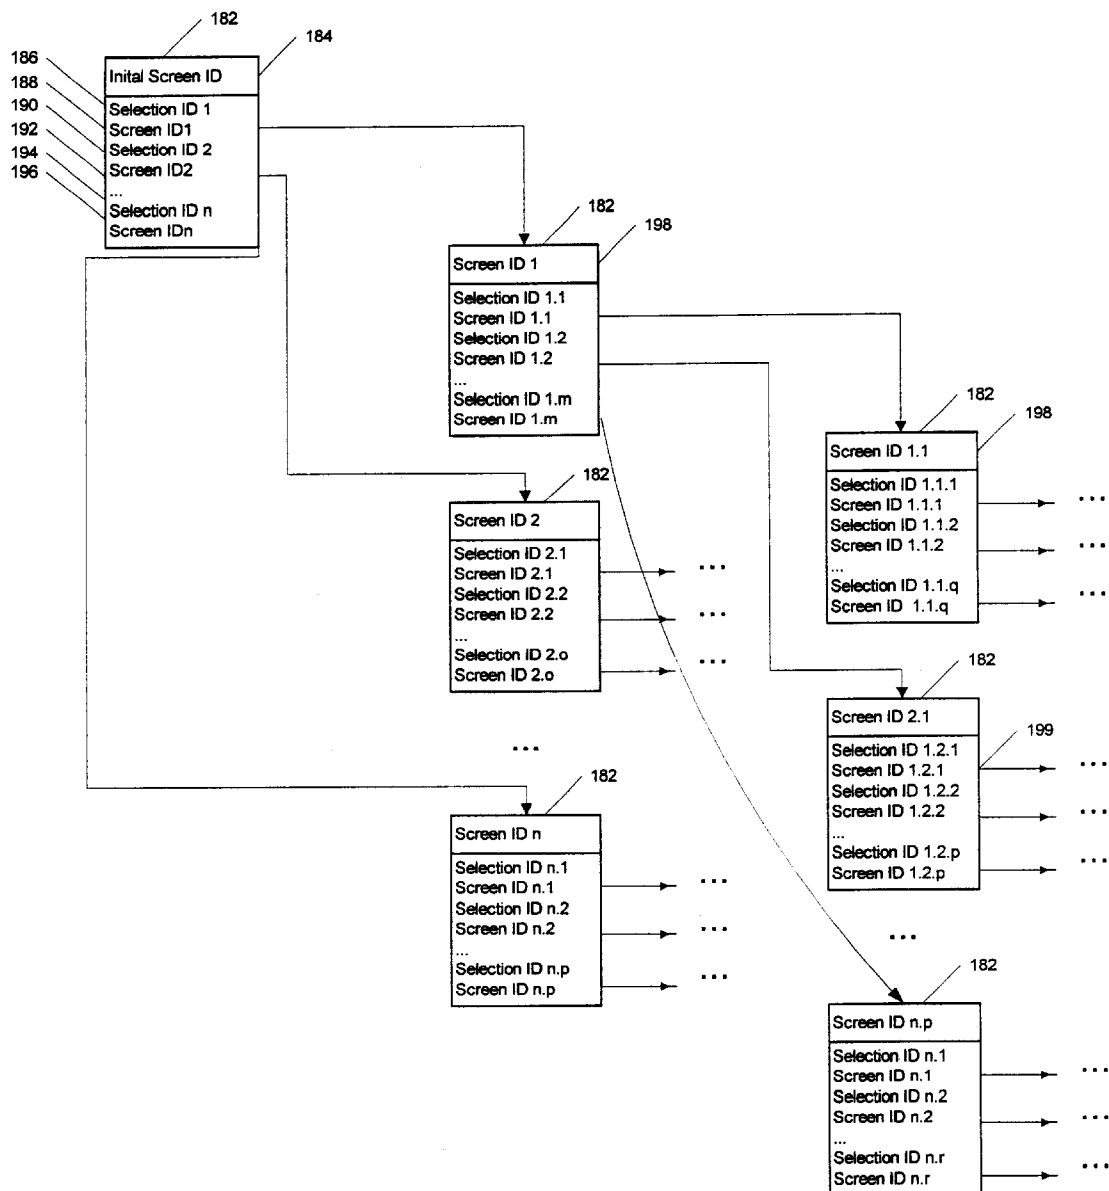 182
184
186
188
190
192
194
196
Inital Screen ID
Selection ID 1
Screen ID1
Selection ID 2
Screen ID2
...
Selection ID n
Screen IDn
182
198
Screen ID 1
Selection ID 1.1
Screen ID 1.1
Selection ID 1.2
Screen ID 1.2
...
Selection ID 1.m
Screen ID 1.m
182
198
Screen ID 1.1
Selection ID 1.1.1
Screen ID 1.1.1
Selection ID 1.1.2
Screen ID 1.1.2
...
Selection ID 1.1.q
Screen ID 1.1.q
...
...
...
182
Screen ID 2
Selection ID 2.1
Screen ID 2.1
Selection ID 2.2
Screen ID 2.2
...
Selection ID 2.o
Screen ID 2.o
...
...
...
...
182
199
Screen ID 2.1
Selection ID 1.2.1
Screen ID 1.2.1
Selection ID 1.2.2
Screen ID 1.2.2
...
Selection ID 1.2.p
Screen ID 1.2.p
...
...
...
...
182
Screen ID n
Selection ID n.1
Screen ID n.1
Selection ID n.2
Screen ID n.2
...
Selection ID n.p
Screen ID n.p
...
...
...
182
Screen ID n.p
Selection ID n.1
Screen ID n.1
Selection ID n.2
Screen ID n.2
...
Selection ID n.r
Screen ID n.r
...
...
...